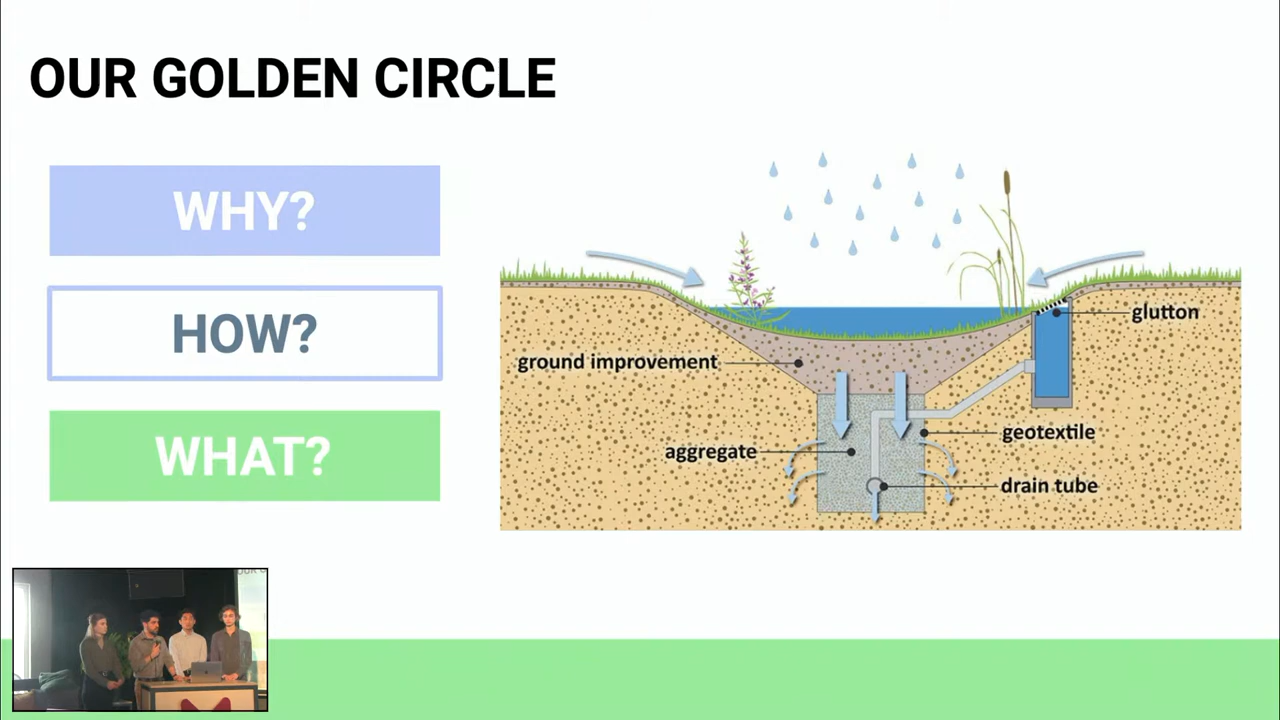 OUR GOLDEN CIRCLE
WHY?
HOW?
WHAT?
glutton
ground improvement
geotextile
aggregate
drain tube